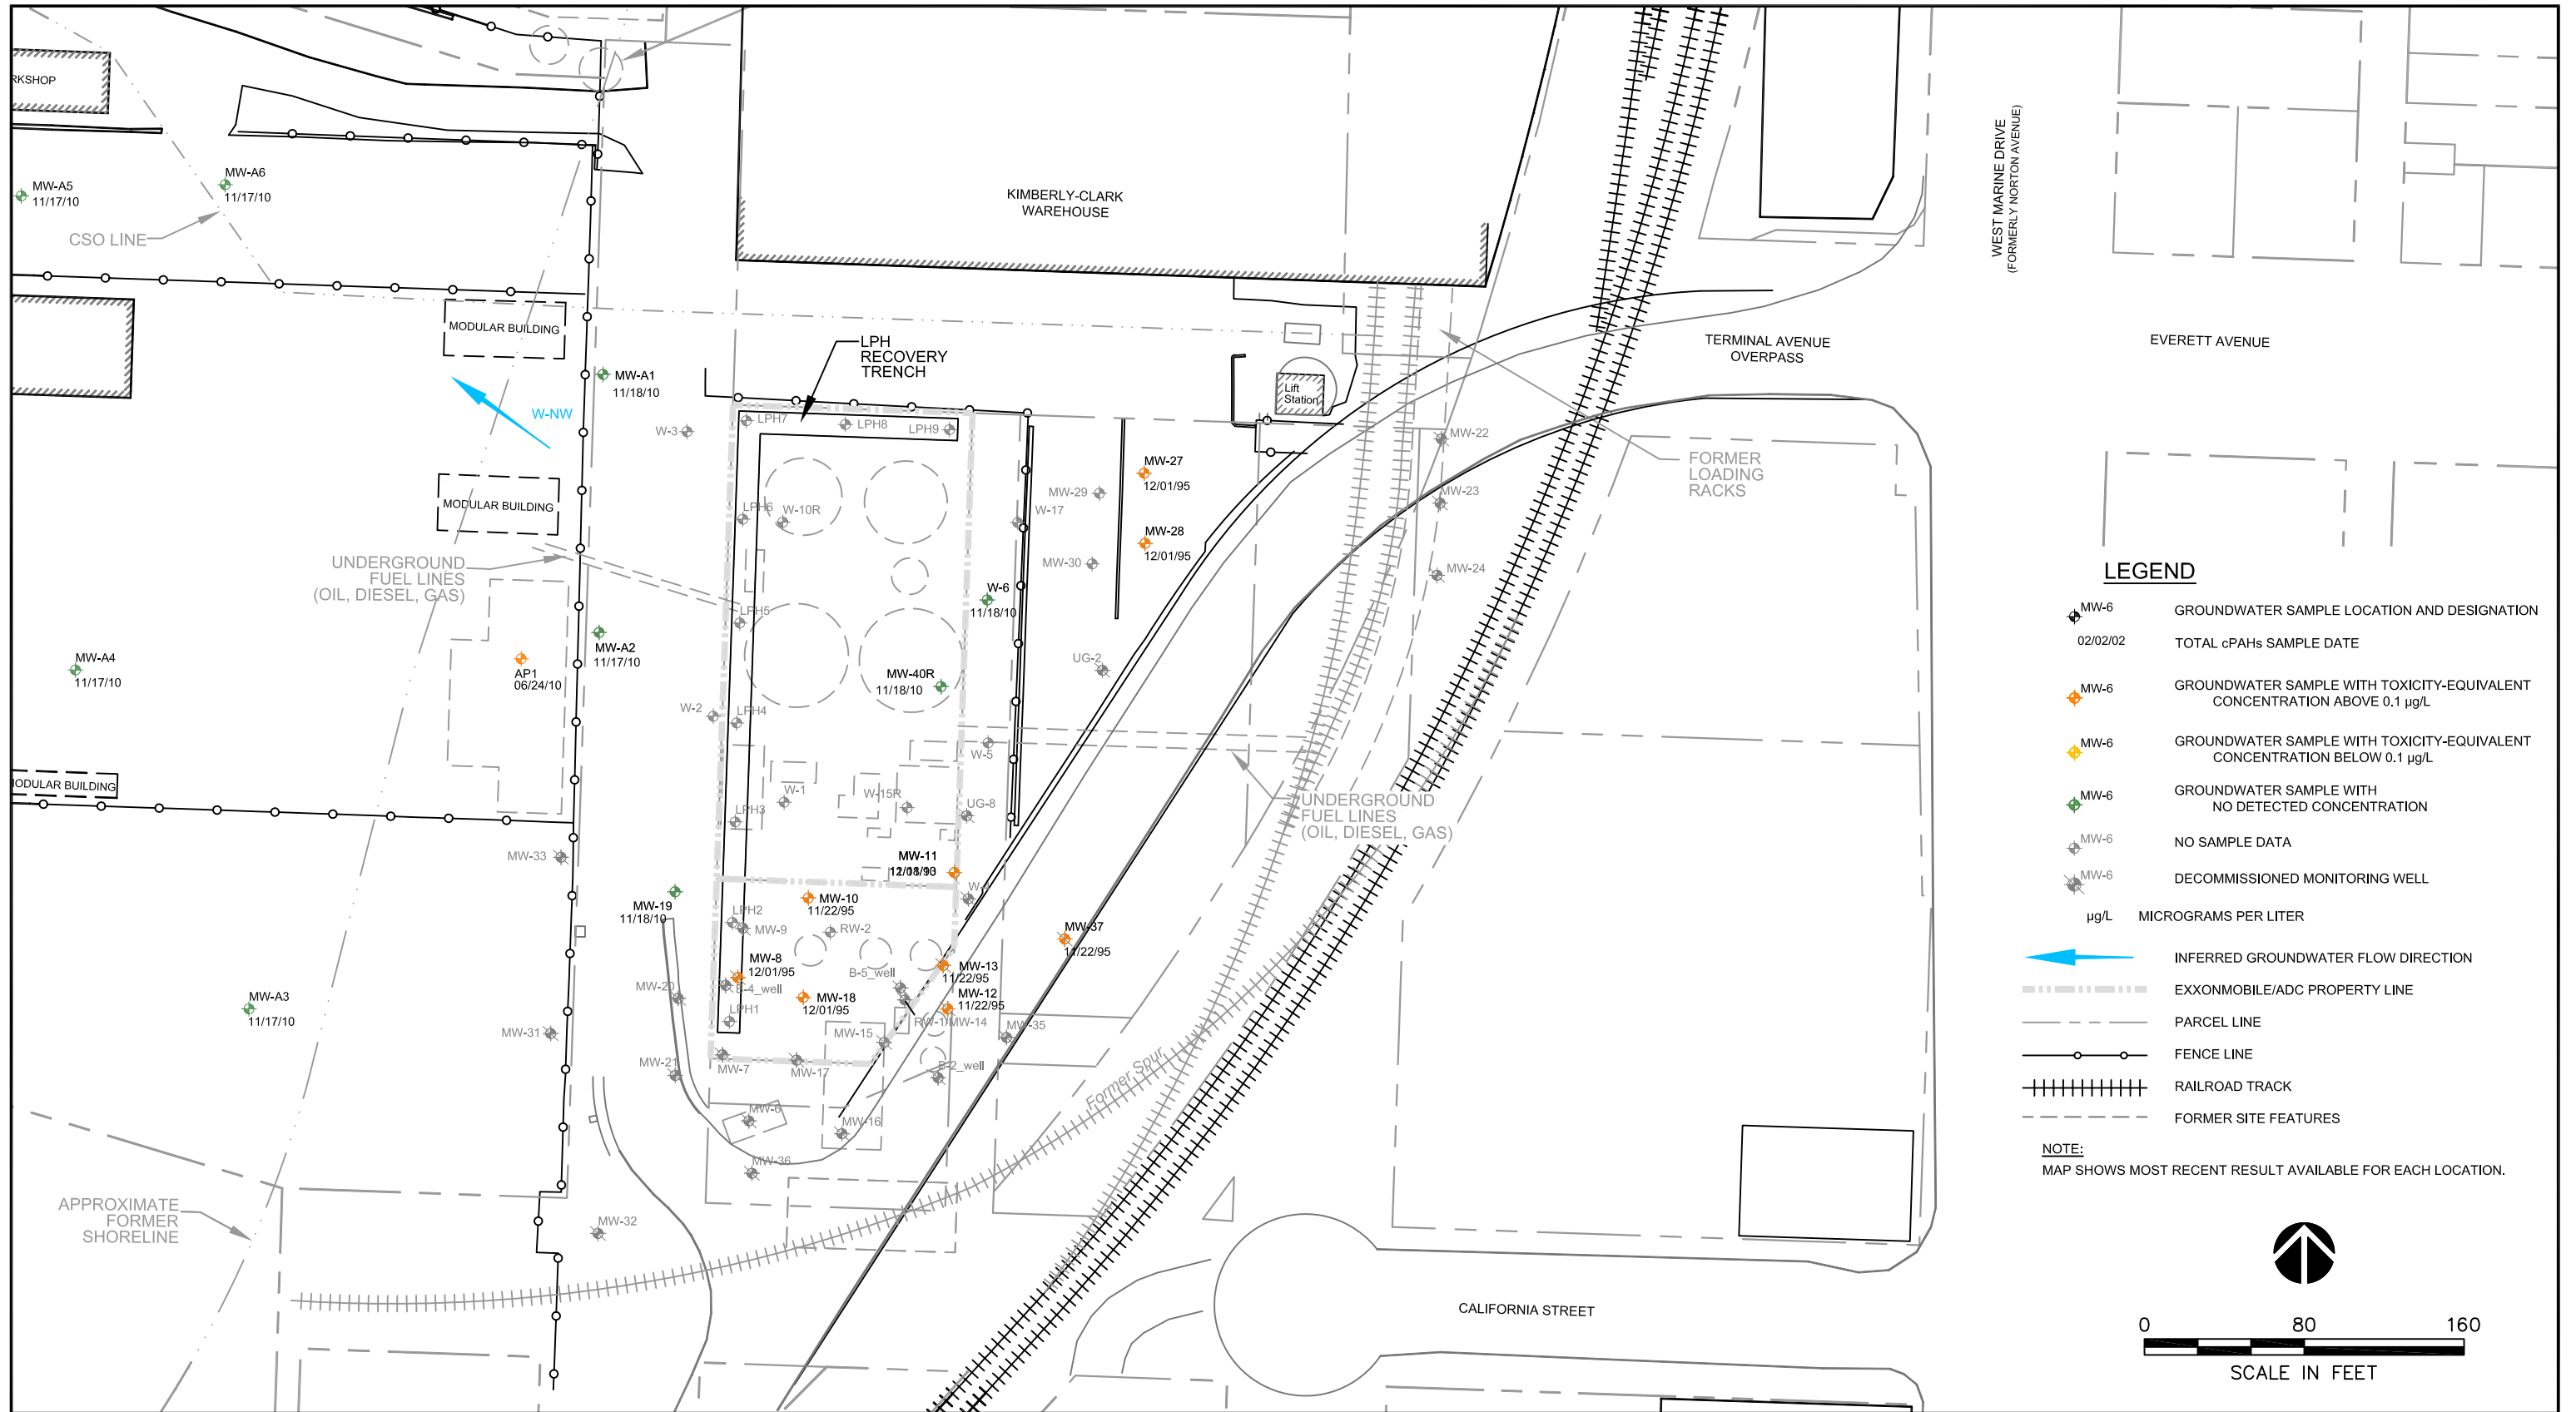 RKSHOP
MW-A5
11/17/10
MW-A6
11/17/10
CSO LINE
KIMBERLY-CLARK
WAREHOUSE
WEST MARINE DRIVE
(FORMERLY NORTON AVENUE)
MODULAR BUILDING
LPH
RECOVERY
TRENCH
TERMINAL AVENUE
OVERPASS
EVERETT AVENUE
MW-A1
11/18/10
W-NW
Lift
Station
W-3
LPH7
LPH8
LPH9
MW-22
MW-27
12/01/95
FORMER
LOADING
RACKS
MODULAR BUILDING
MW-29
MW-23
LPH6
W-10R
W-17
MW-28
12/01/95
UNDERGROUND
FUEL LINES
(OIL, DIESEL, GAS)
MW-30
MW-24
W-6
11/18/10
LPH5
MW-A2
11/17/10
MW-A4
11/17/10
AP1
06/24/10
UG-2
MW-40R
11/18/10
W-2
LPH4
W-5
MODULAR BUILDING
W-1
W-15R
UG-8
LPH3
UNDERGROUND
FUEL LINES
(OIL, DIESEL, GAS)
MW-33
MW-11
W-4
MW-19
11/18/10
MW-10
11/22/95
LPH2
MW-9
RW-2
MW-37
11/22/95
MW-8
12/01/95
B-5_well
MW-13
11/22/95
MW-20
E-4_well
MW-18
12/01/95
MW-12
11/22/95
MW-A3
11/17/10
LPH1
RW-1
MW-14
MW-35
MW-31
MW-15
MW-21
MW-7
MW-17
B-2_well
Former Spur
MW-6
MW-16
MW-36
APPROXIMATE
FORMER
SHORELINE
MW-32
CALIFORNIA STREET
LEGEND
MW-6 GROUNDWATER SAMPLE LOCATION AND DESIGNATION
02/02/02 TOTAL cPAHs SAMPLE DATE
MW-6 GROUNDWATER SAMPLE WITH TOXICITY-EQUIVALENT
CONCENTRATION ABOVE 0.1 µg/L
MW-6 GROUNDWATER SAMPLE WITH TOXICITY-EQUIVALENT
CONCENTRATION BELOW 0.1 µg/L
MW-6 GROUNDWATER SAMPLE WITH
NO DETECTED CONCENTRATION
MW-6 NO SAMPLE DATA
MW-6 DECOMMISSIONED MONITORING WELL
µg/L MICROGRAMS PER LITER
INFERRED GROUNDWATER FLOW DIRECTION
EXXONMOBILE/ADC PROPERTY LINE
PARCEL LINE
FENCE LINE
RAILROAD TRACK
FORMER SITE FEATURES
NOTE:
MAP SHOWS MOST RECENT RESULT AVAILABLE FOR EACH LOCATION.
0 80 160
SCALE IN FEET